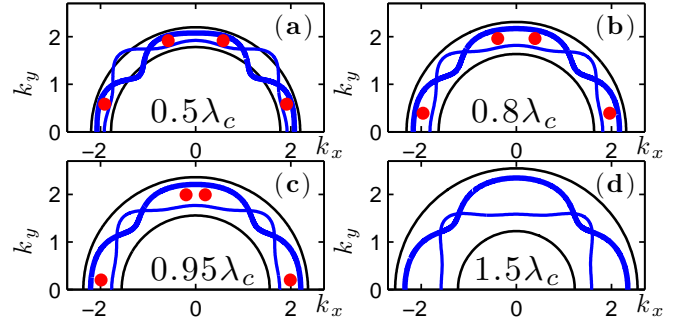 (a) (b)
2 2
k_y 1 k_y 1
0.5λ_c 0.8λ_c
0 0
−2 0 2 k_x −2 0 2 k_x
(c) (d)
2 2
k_y 1 k_y 1
0.95λ_c 1.5λ_c
0 0
−2 0 2 k_x −2 0 2 k_x